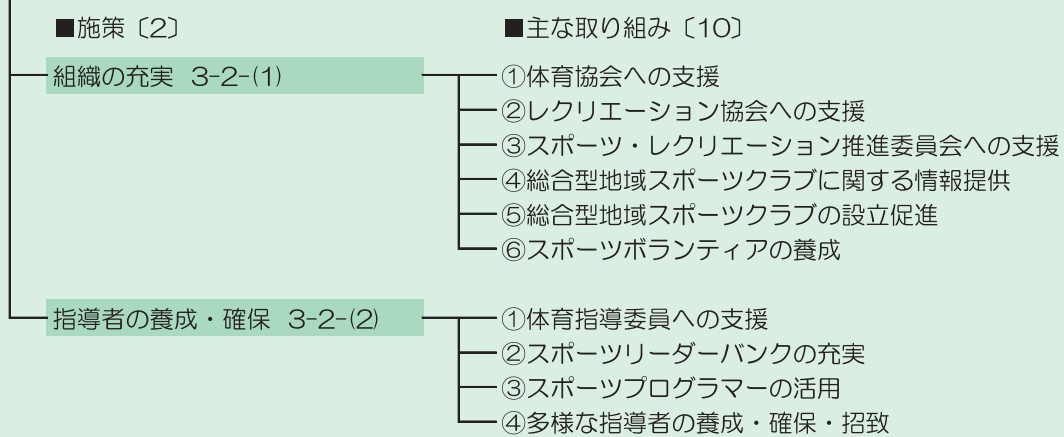 ■施策〔2〕
■主な取り組み〔10〕
組織の充実 3-2-(1)
①体育協会への支援
②レクリエーション協会への支援
③スポーツ・レクリエーション推進委員会への支援
④総合型地域スポーツクラブに関する情報提供
⑤総合型地域スポーツクラブの設立促進
⑥スポーツボランティアの養成
指導者の養成・確保 3-2-(2)
①体育指導委員への支援
②スポーツリーダーバンクの充実
③スポーツプログラマーの活用
④多様な指導者の養成・確保・招致